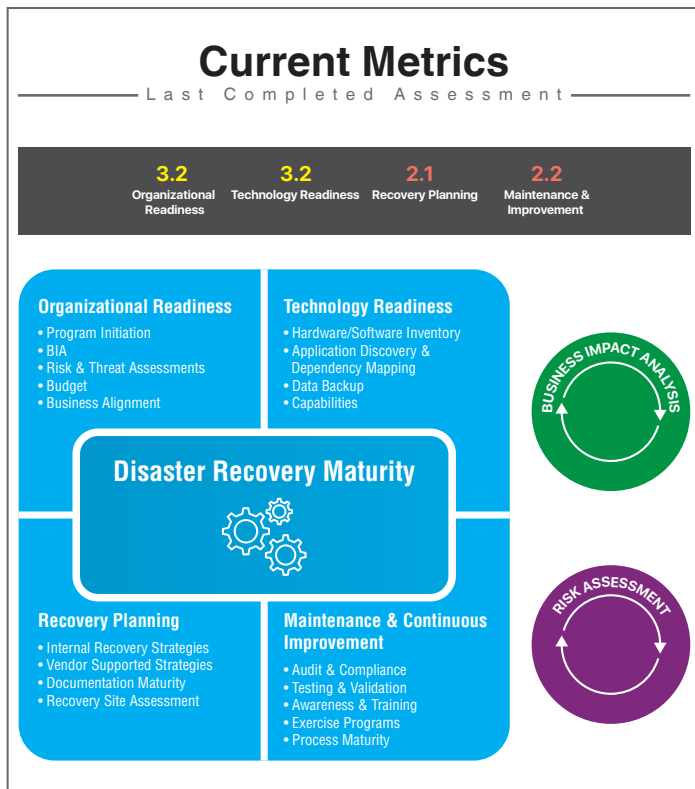 Current Metrics
Last Completed Assessment
3.2
Organizational
Readiness
3.2
Technology Readiness
2.1
Recovery Planning
2.2
Maintenance &
Improvement
Organizational Readiness
• Program Initiation
• BIA
• Risk & Threat Assessments
• Budget
• Business Alignment
Technology Readiness
• Hardware/Software Inventory
• Application Discovery &
Dependency Mapping
• Data Backup
• Capabilities
Disaster Recovery Maturity
Recovery Planning
• Internal Recovery Strategies
• Vendor Supported Strategies
• Documentation Maturity
• Recovery Site Assessment
Maintenance & Continuous
Improvement
• Audit & Compliance
• Testing & Validation
• Awareness & Training
• Exercise Programs
• Process Maturity
BUSINESS IMPACT ANALYSIS
RISK ASSESSMENT